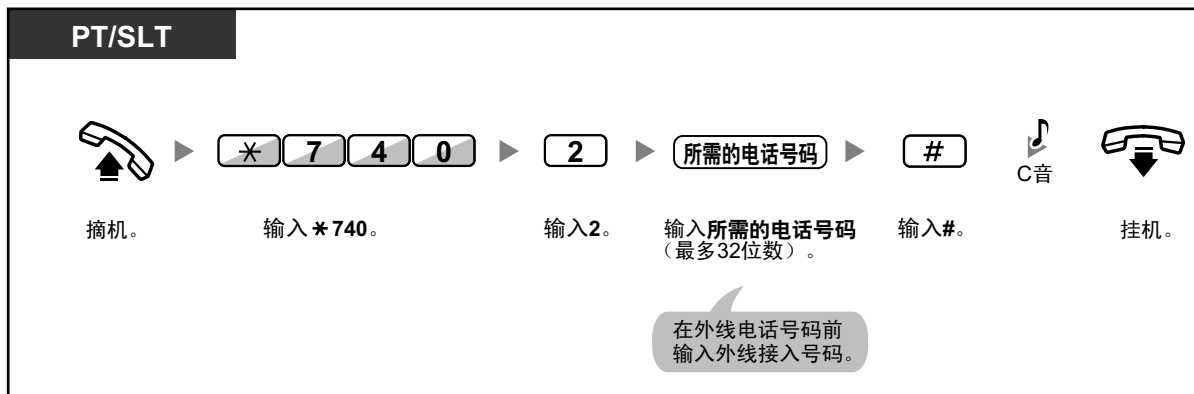 PT/SLT
* 7 4 0 2 所需的电话号码 #
C音
摘机。 输入*740。 输入2。 输入所需的电话号码 输入#。 挂机。
（最多32位数）。
在外线电话号码前
输入外线接入号码。